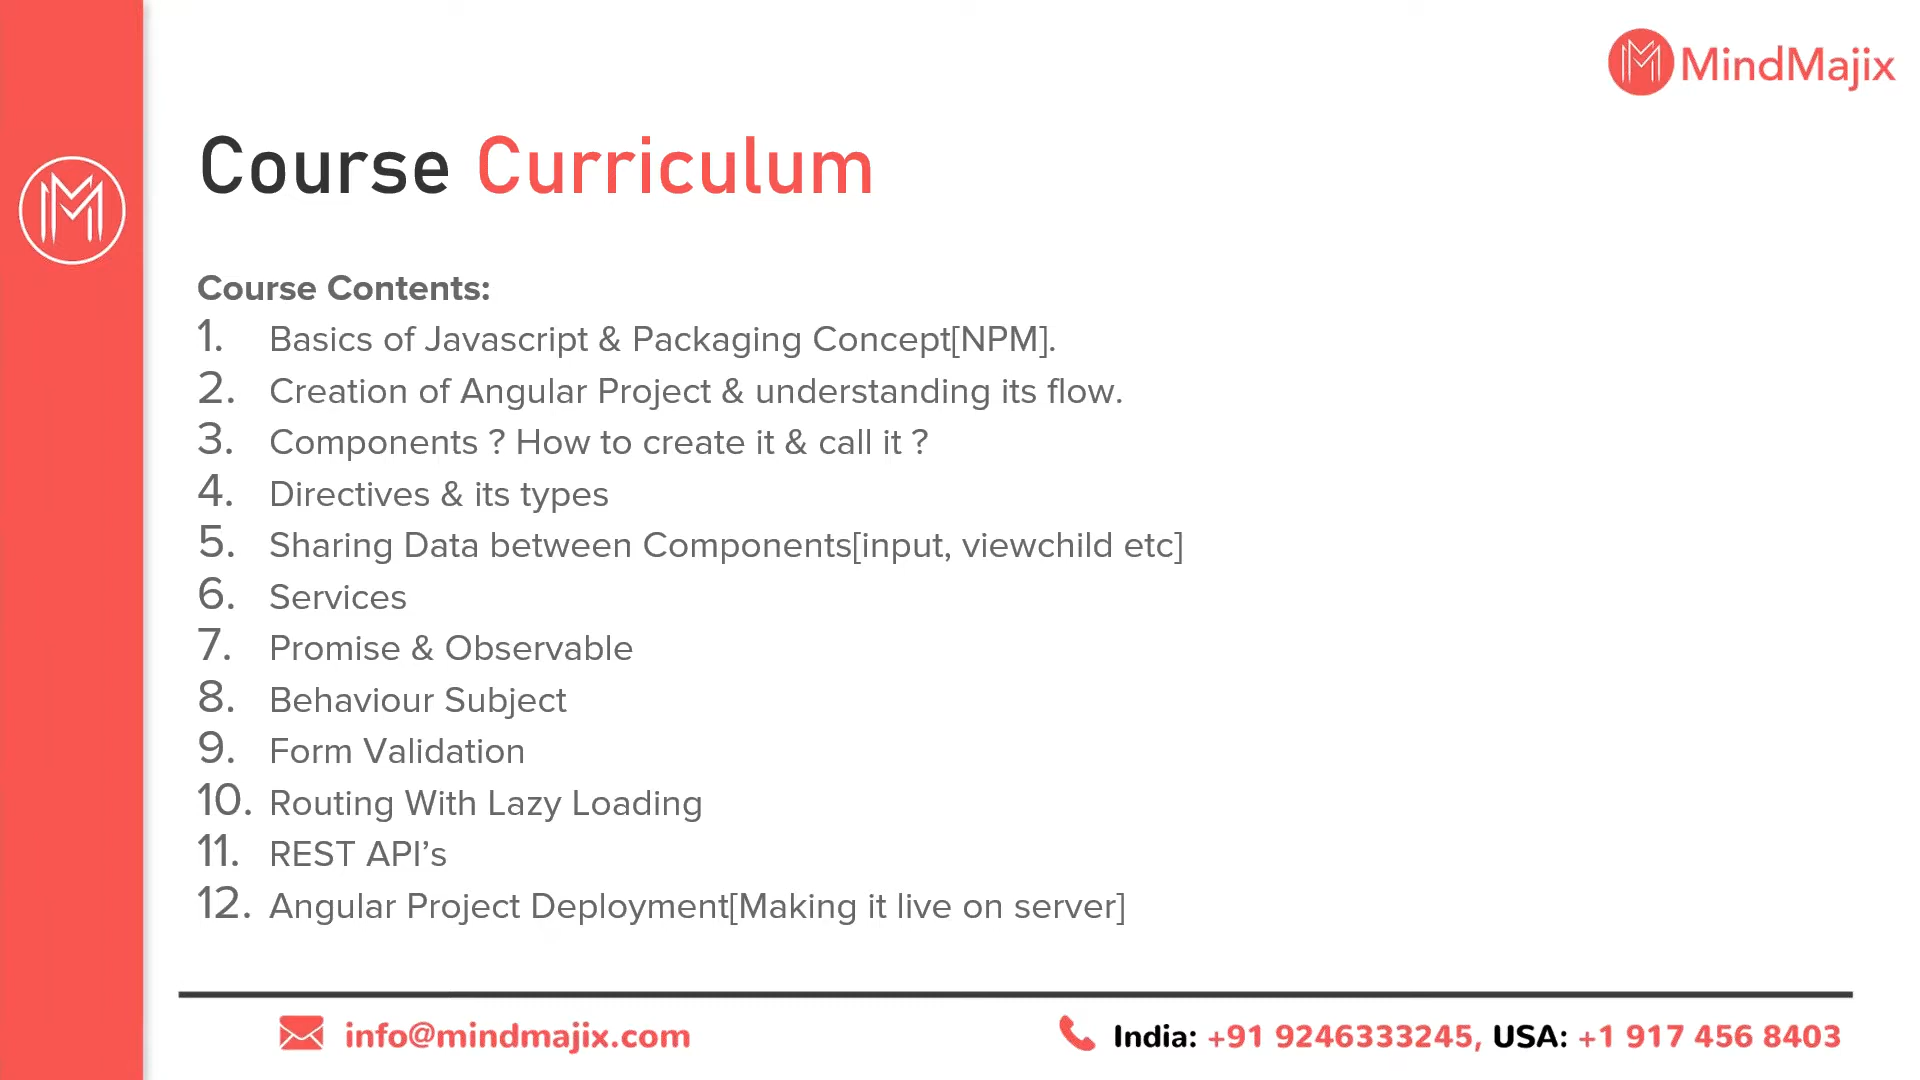 MindMajix
Course Curriculum
Course Contents:
1. Basics of Javascript & Packaging Concept[NPM].
2. Creation of Angular Project & understanding its flow.
3. Components ? How to create it & call it ?
4. Directives & its types
5. Sharing Data between Components[input, viewchild etc]
6. Services
7. Promise & Observable
8. Behaviour Subject
9. Form Validation
10. Routing With Lazy Loading
11. REST API’s
12. Angular Project Deployment[Making it live on server]
info@mindmajix.com
India: +91 9246333245, USA: +1 917 456 8403